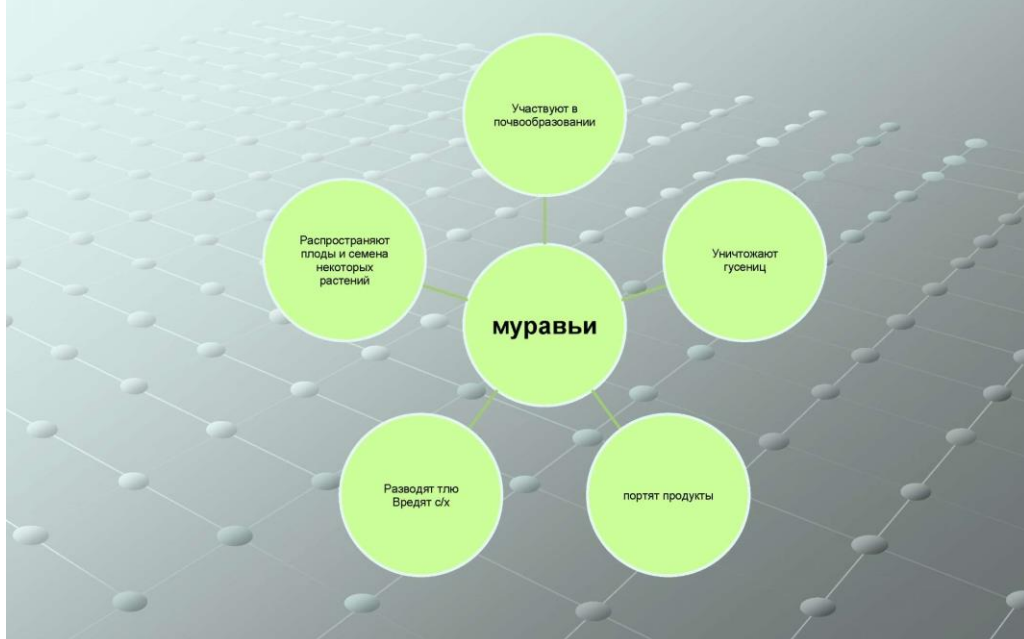 Участвуют в
почвообразовании
Распространяют
плоды и семена
некоторых
растений
Уничтожают
гусениц
муравьи
Разводят тлю
Вредят с/х
портят продукты